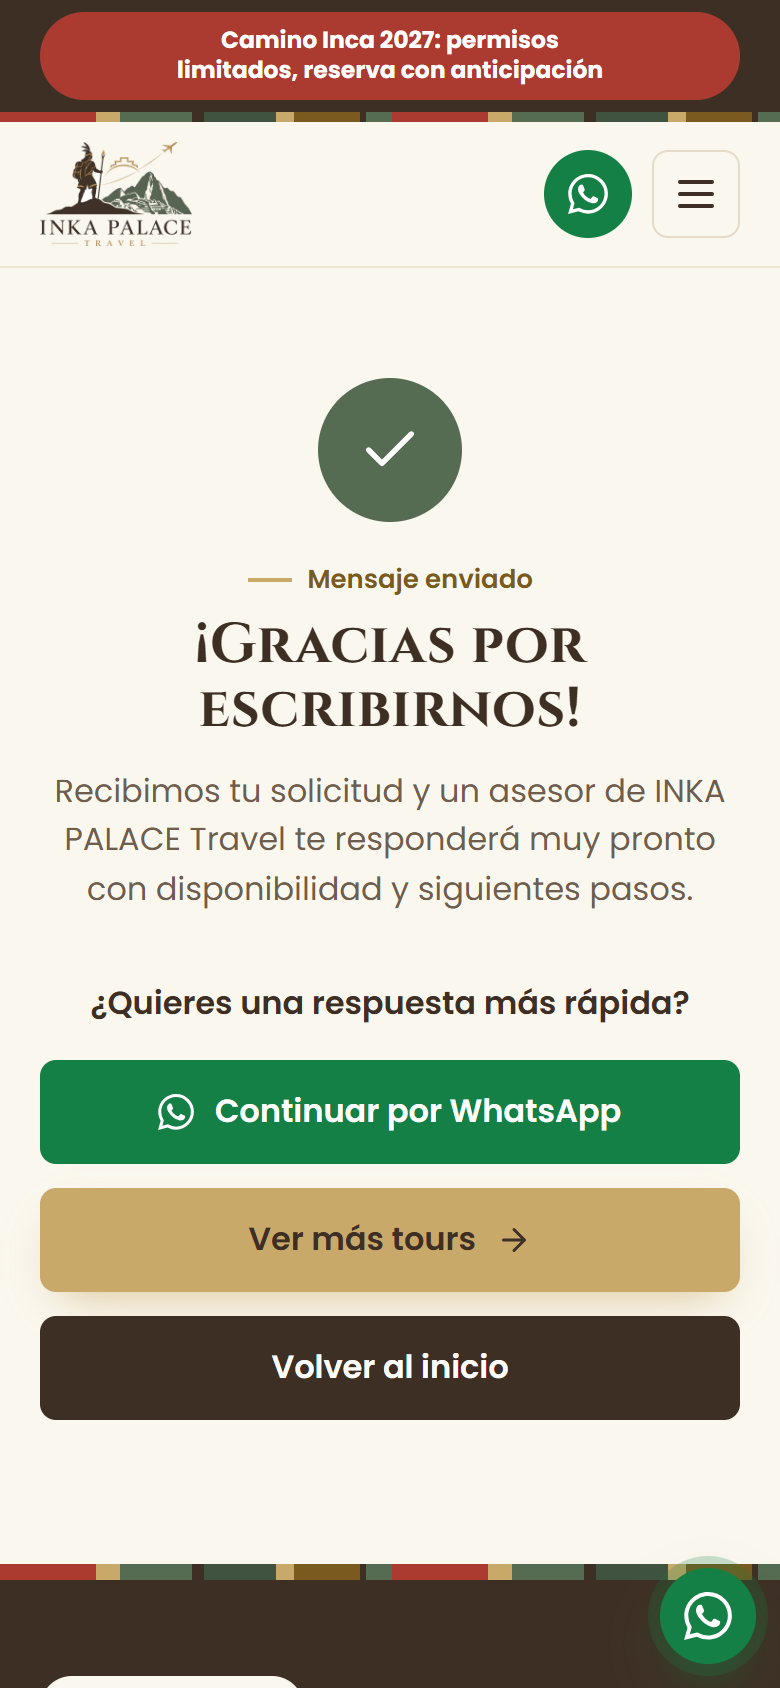 Camino Inca 2027: permisos
limitados, reserva con anticipación
INKA PALACE
TRAVEL
Mensaje enviado
¡Gracias por
escribirnos!
Recibimos tu solicitud y un asesor de INKA
PALACE Travel te responderá muy pronto
con disponibilidad y siguientes pasos.
¿Quieres una respuesta más rápida?
Continuar por WhatsApp
Ver más tours
Volver al inicio